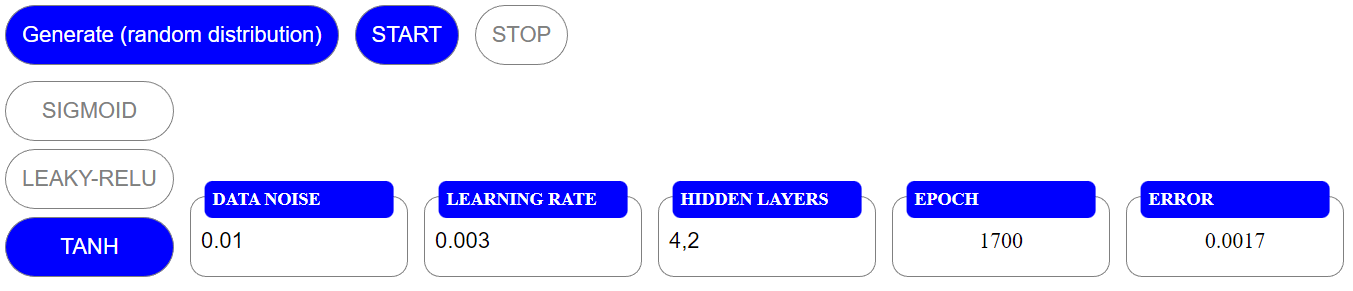 Generate (random distribution) START STOP
SIGMOID
LEAKY-RELU
TANH
DATA NOISE
0.01
LEARNING RATE
0.003
HIDDEN LAYERS
4,2
EPOCH
1700
ERROR
0.0017